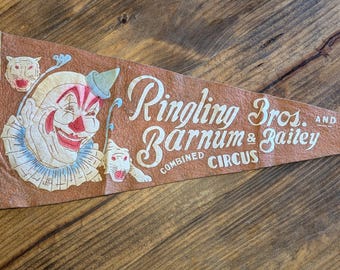 Ringling Bros. AND
Barnum & Bailey
COMBINED CIRCUS